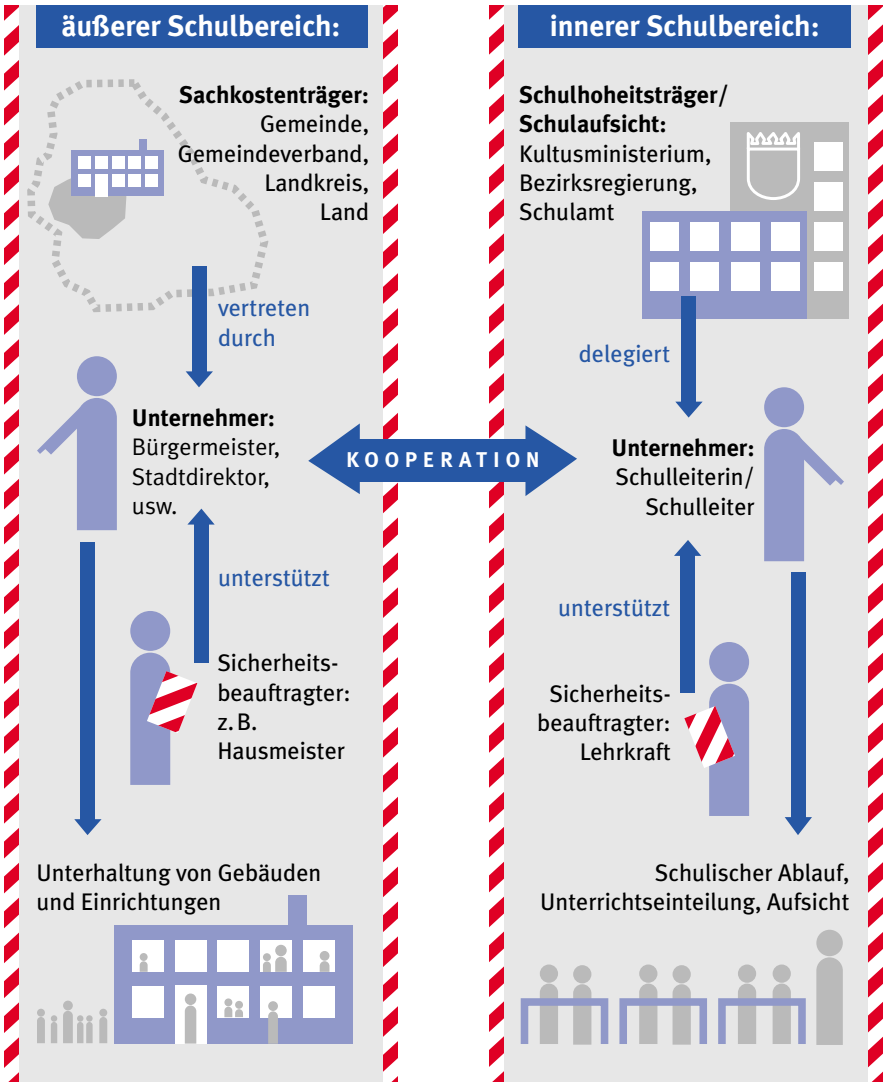 äußerer Schulbereich:
Sachkostenträger:
Gemeinde,
Gemeindeverband,
Landkreis,
Land
vertreten
durch
Unternehmer:
Bürgermeister,
Stadtdirektor,
usw.
unterstützt
Sicherheits-
beauftragter:
z. B.
Hausmeister
Unterhaltung von Gebäuden
und Einrichtungen
KOOPERATION
innerer Schulbereich:
Schulhoheitsträger/
Schulaufsicht:
Kultusministerium,
Bezirksregierung,
Schulamt
delegiert
Unternehmer:
Schulleiterin/
Schulleiter
unterstützt
Sicherheits-
beauftragter:
Lehrkraft
Schulischer Ablauf,
Unterrichtseinteilung, Aufsicht